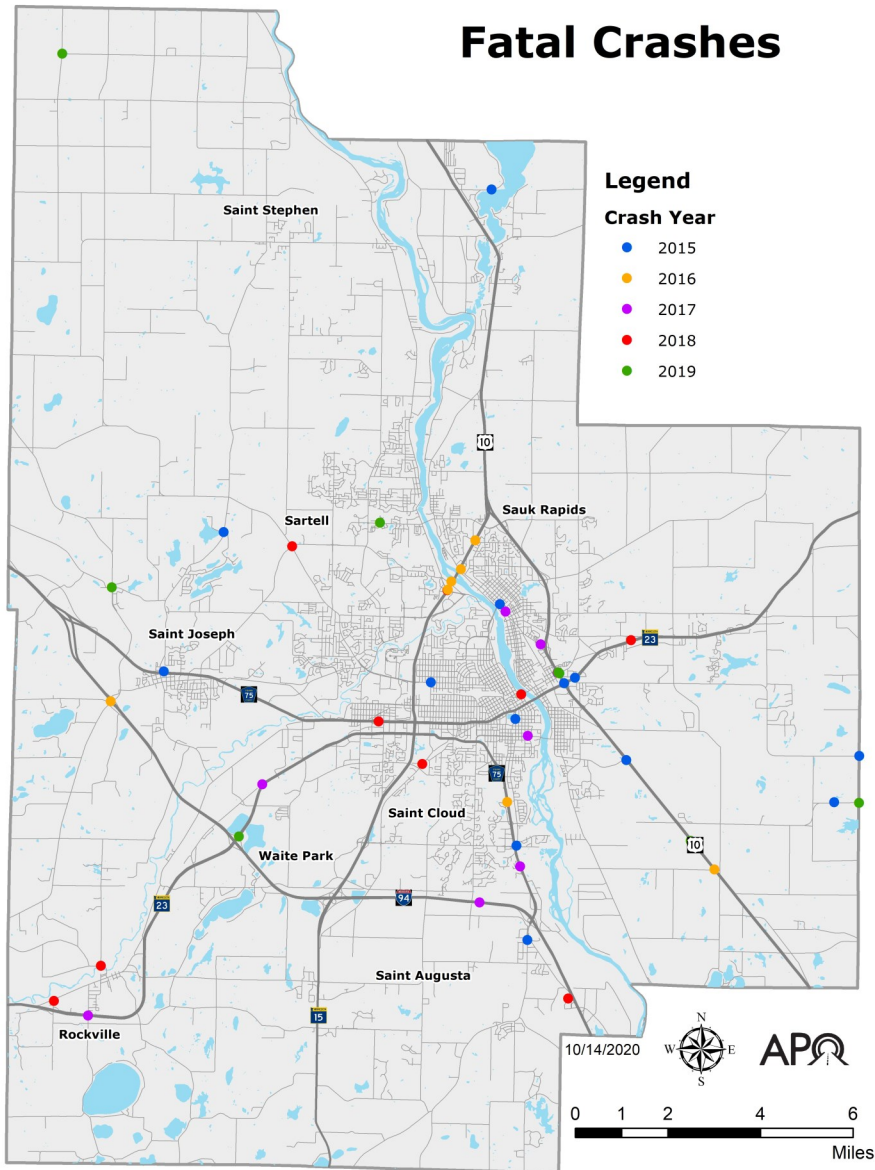 Fatal Crashes
Legend
Crash Year
2015
2016
2017
2018
2019
Saint Stephen
10
Sauk Rapids
Sartell
Saint Joseph
23
75
75
Saint Cloud
Waite Park
10
23
94
Saint Augusta
15
Rockville
10/14/2020
N
W
E
S
APO
0 1 2 4 6
Miles